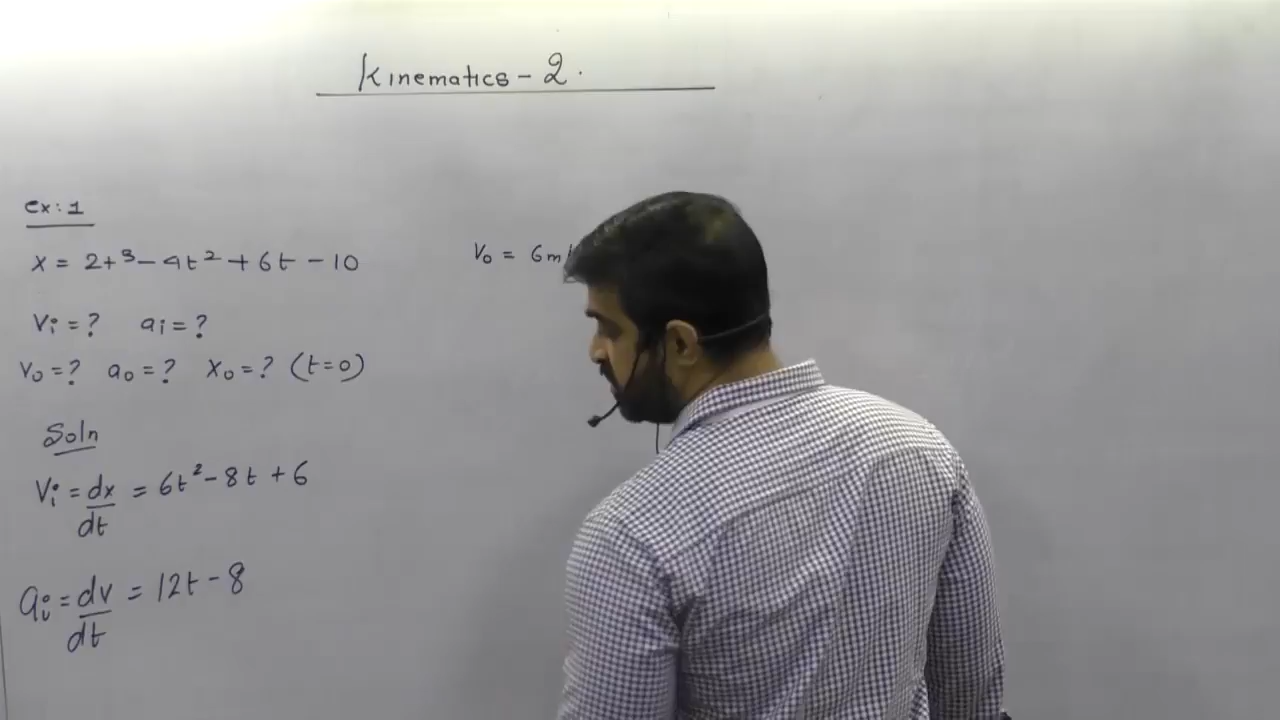 Kinematics - 2.
ex: 1
x = 2t³ - 4t² + 6t - 10
Vi = ? ai = ?
V₀ = ? a₀ = ? x₀ = ? (t=0)
Soln
Vi = dx/dt = 6t² - 8t + 6
ai = dv/dt = 12t - 8
V₀ = 6m